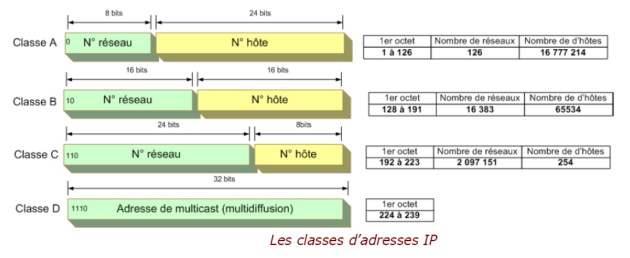 8 bits
24 bits
Classe A
0
N° réseau
N° hôte
1er octet
Nombre de réseaux
Nombre de d'hôtes
1 à 126
126
16 777 214
16 bits
16 bits
Classe B
10
N° réseau
N° hôte
1er octet
Nombre de réseaux
Nombre de d'hôtes
128 à 191
16 383
65534
24 bits
8bits
Classe C
110
N° réseau
N° hôte
1er octet
Nombre de réseaux
Nombre de d'hôtes
192 à 223
2 097 151
254
32 bits
Classe D
1110
Adresse de multicast (multidiffusion)
1er octet
224 à 239
Les classes d'adresses IP